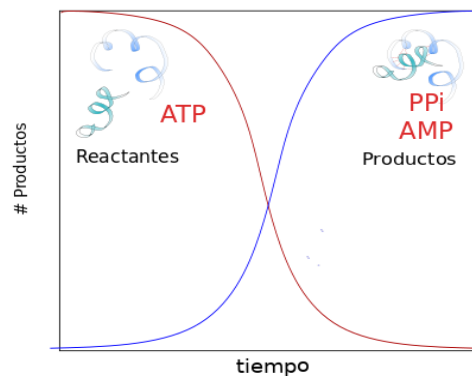 ATP
Reactantes
PPi
AMP
Productos
# Productos
tiempo